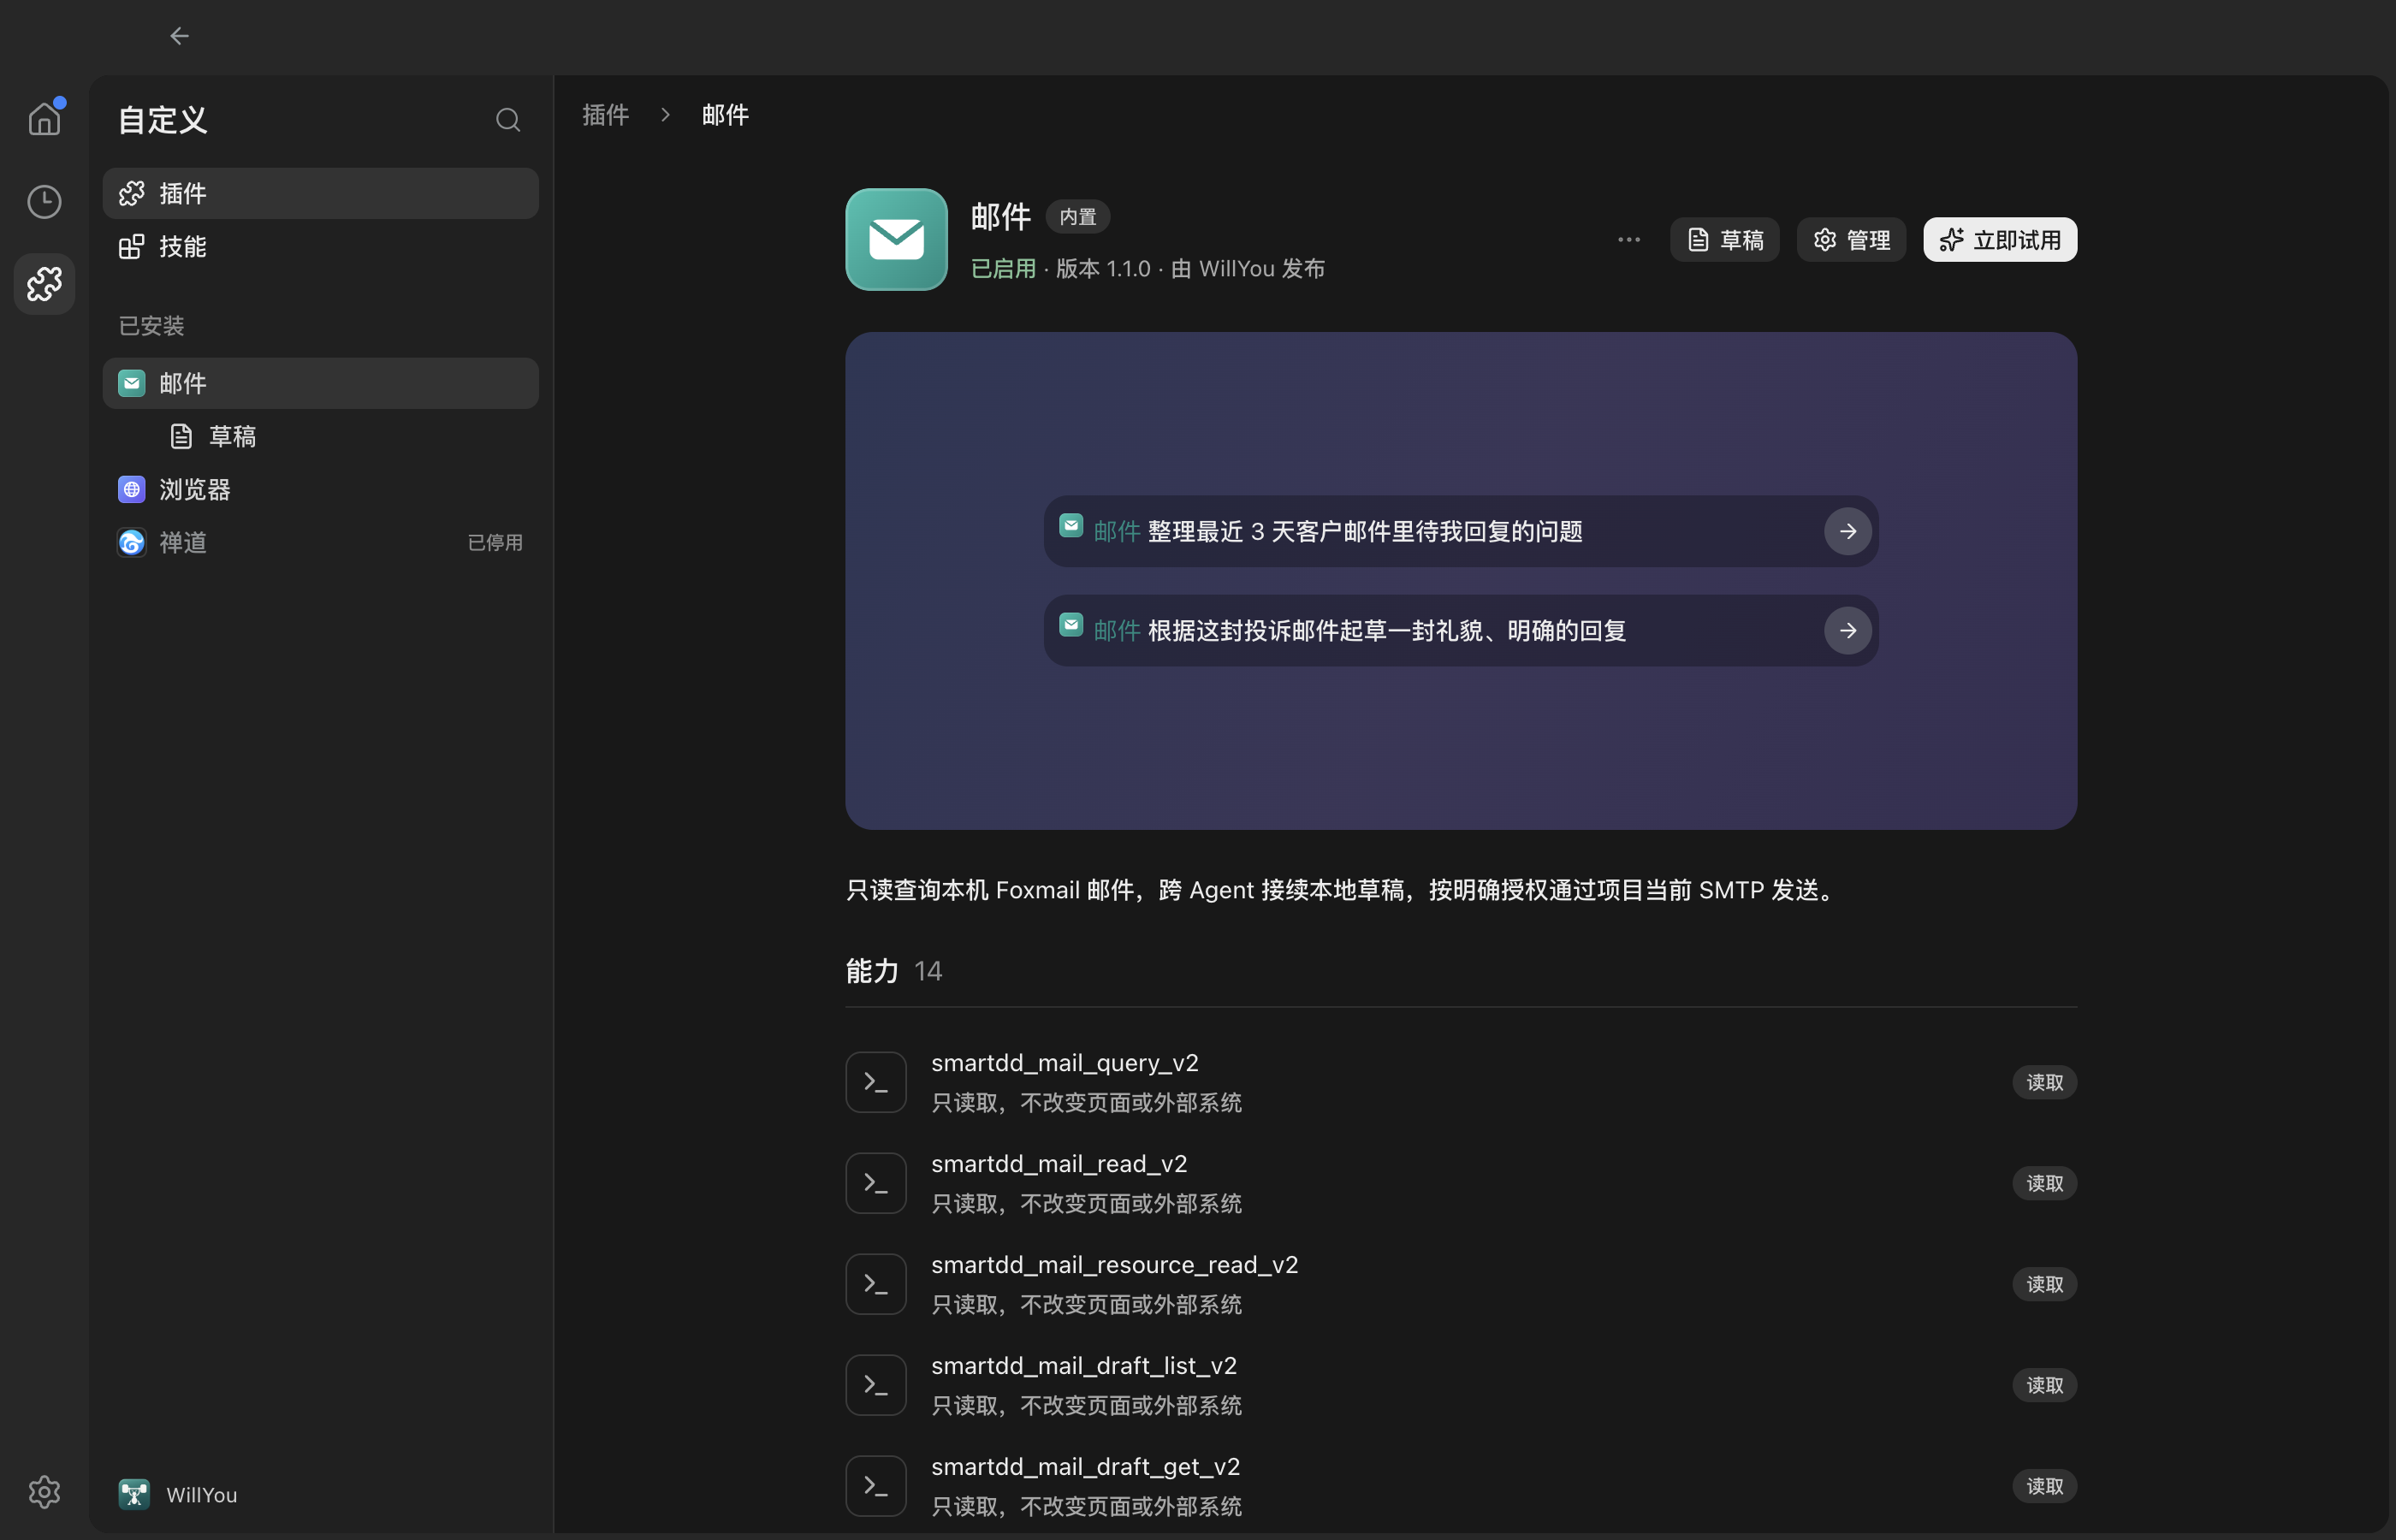 自定义
插件
技能
已安装
邮件
草稿
浏览器
禅道 已停用
WillYou
插件 > 邮件
邮件 内置
已启用 · 版本 1.1.0 · 由 WillYou 发布
草稿 管理 立即试用
邮件 整理最近 3 天客户邮件里待我回复的问题
邮件 根据这封投诉邮件起草一封礼貌、明确的回复
只读查询本机 Foxmail 邮件，跨 Agent 接续本地草稿，按明确授权通过项目当前 SMTP 发送。
能力 14
smartdd_mail_query_v2
只读取，不改变页面或外部系统
读取
smartdd_mail_read_v2
只读取，不改变页面或外部系统
读取
smartdd_mail_resource_read_v2
只读取，不改变页面或外部系统
读取
smartdd_mail_draft_list_v2
只读取，不改变页面或外部系统
读取
smartdd_mail_draft_get_v2
只读取，不改变页面或外部系统
读取